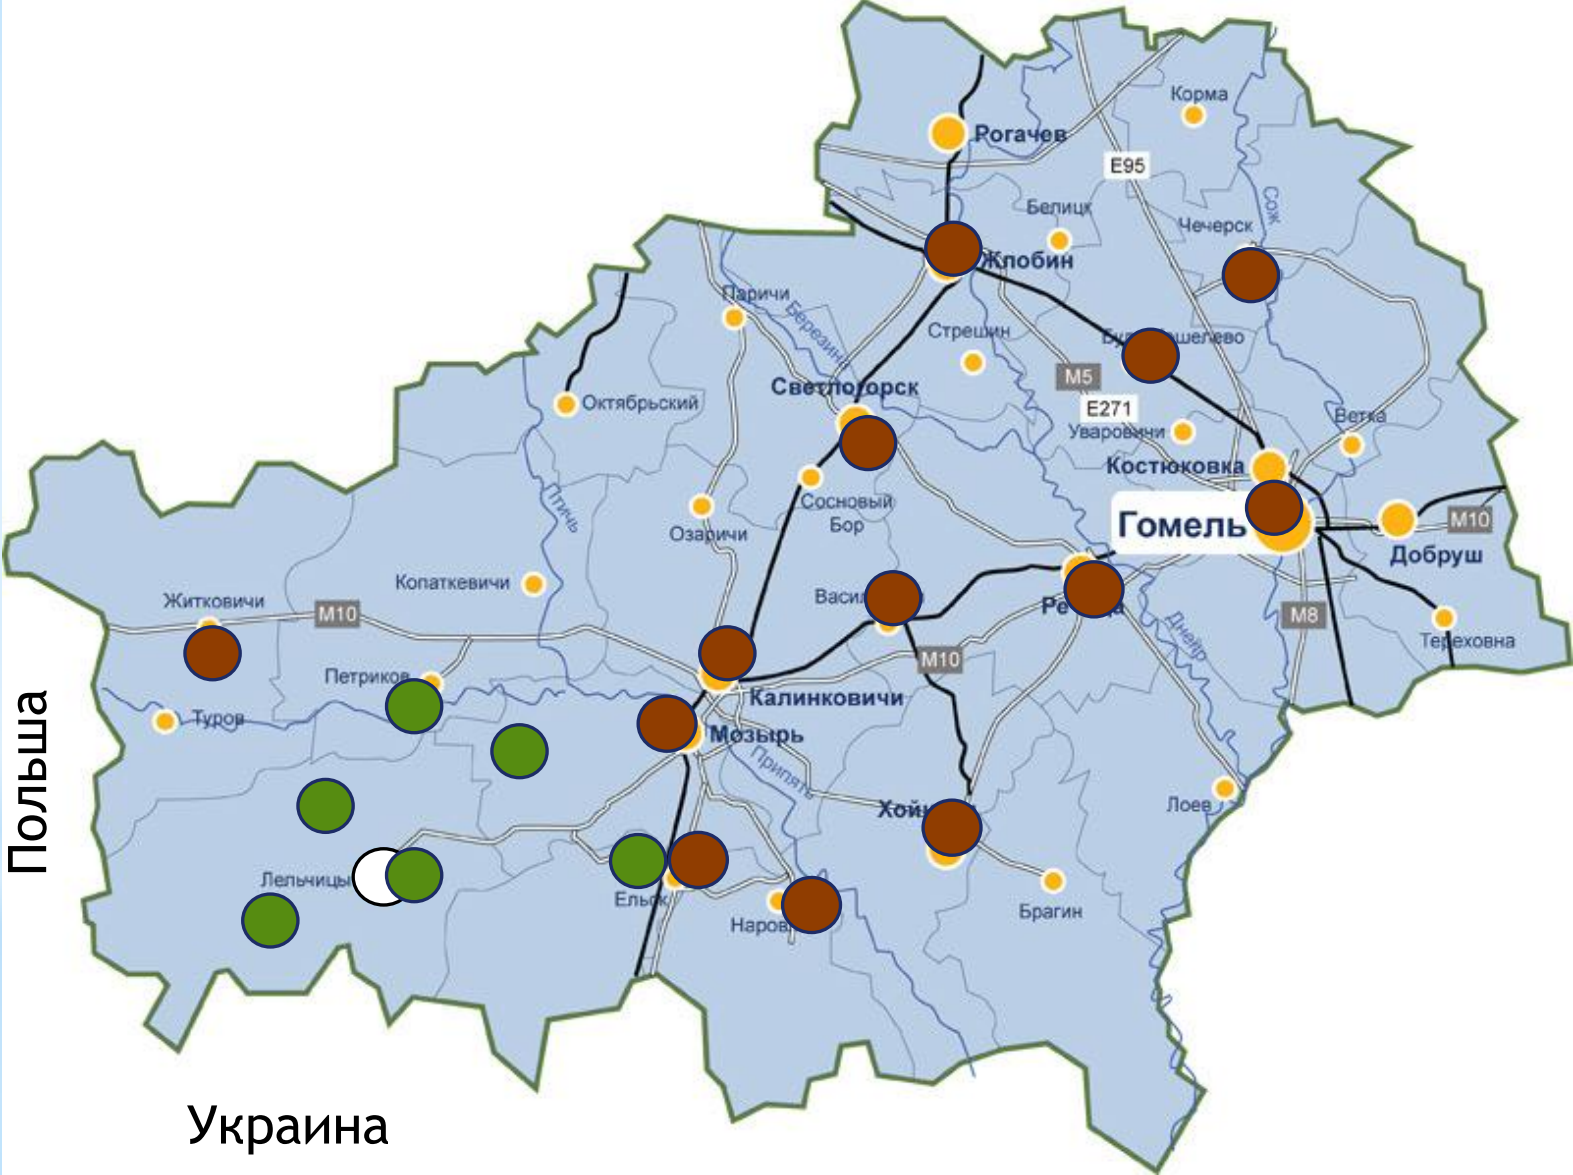 Корма
Рогачев
E95
Сож
Белицк
Чечерск
Жлобин
Паричи
Березина
Стрешин
M5
Светлогорск
Октябрьский
E271
Ветка
Уваровичи
Костюковка
Птичь
Сосновый
Бор
Озаричи
Гомель
M10
Добруш
Копаткевичи
Житковичи
M10
M8
Днепр
Тереховка
M10
Петриков
Калинковичи
Туров
Мозырь
Припять
Лоев
Польша
Лельчицы
Ельск
Брагин
Украина